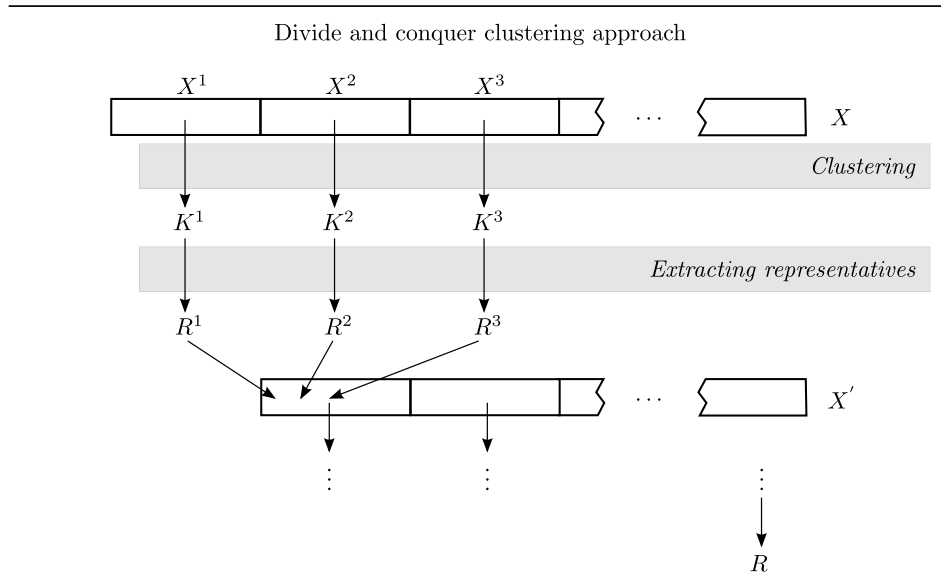 Divide and conquer clustering approach
X¹ X² X³
··· X
Clustering
K¹ K² K³
Extracting representatives
R¹ R² R³
··· X′
⋮ ⋮ ⋮
R